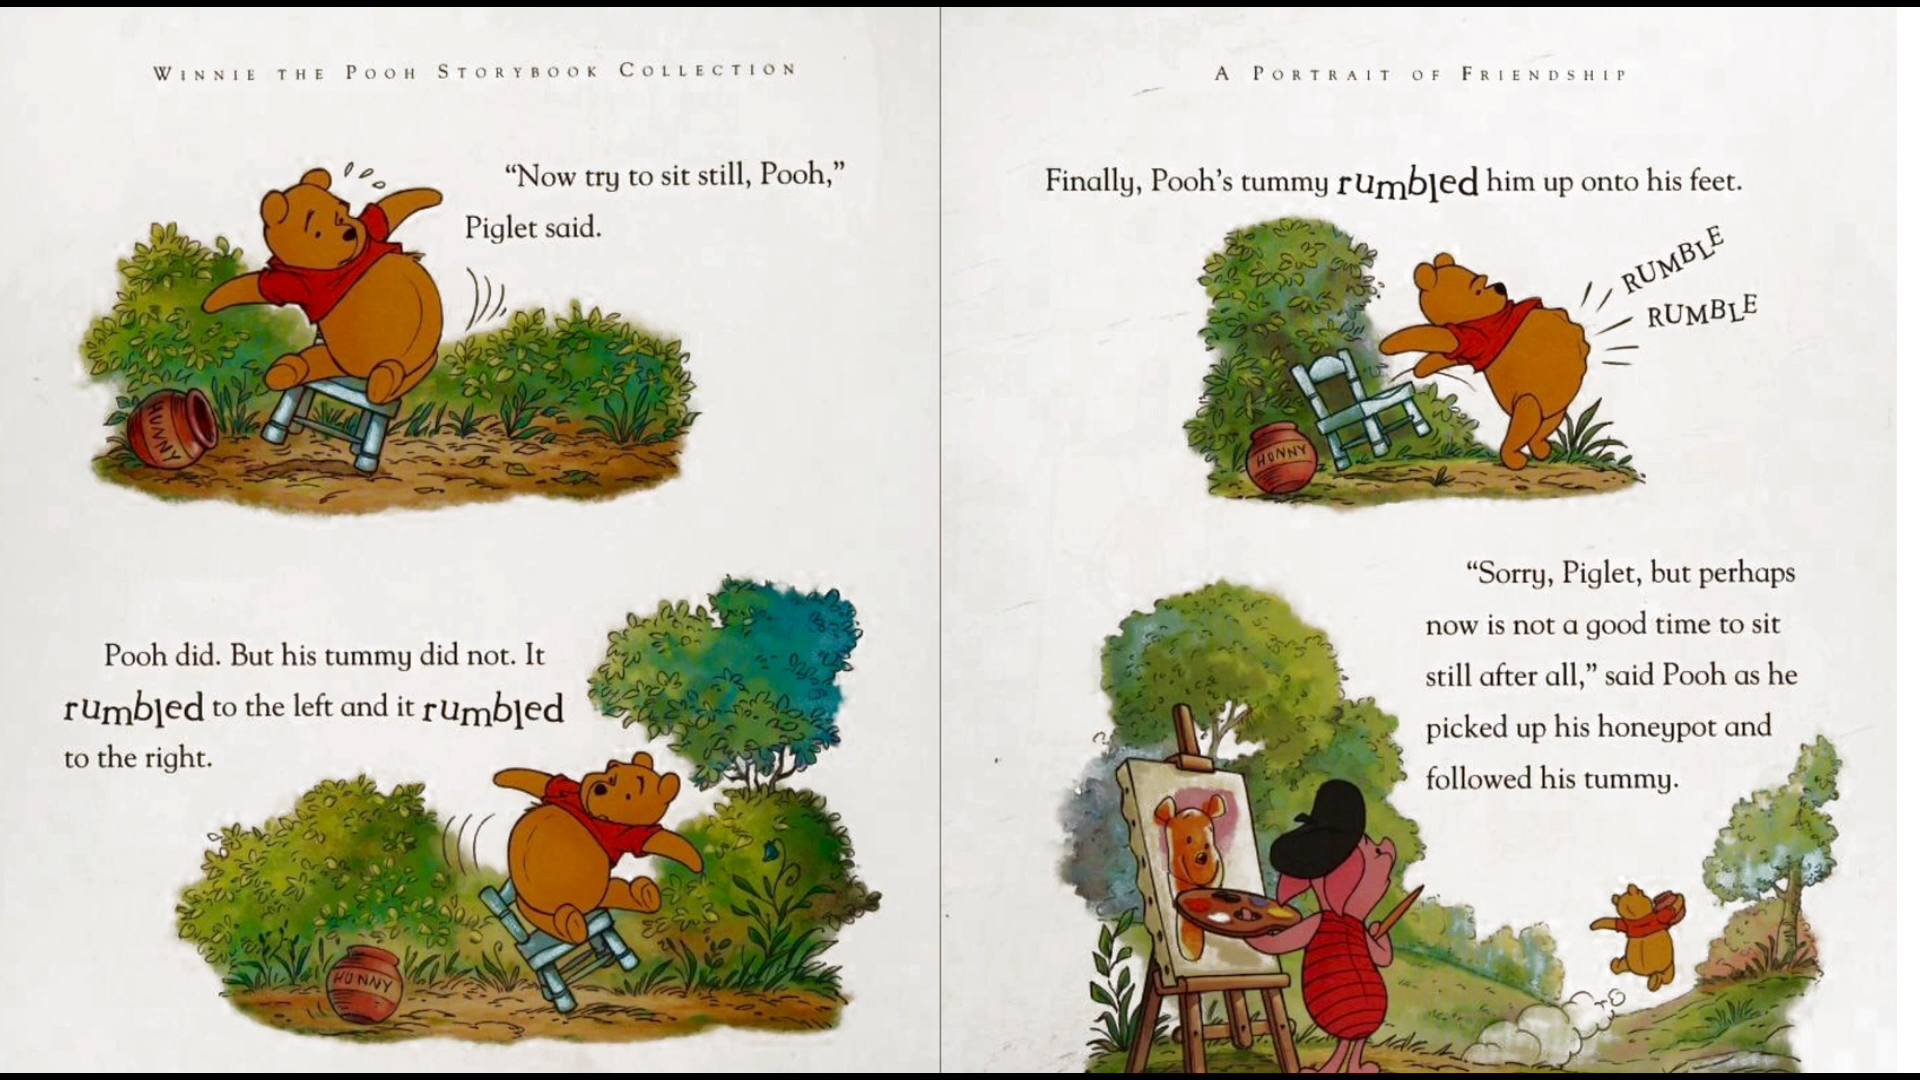 WINNIE THE POOH STORYBOOK COLLECTION
“Now try to sit still, Pooh,”
Piglet said.
HUNNY
Pooh did. But his tummy did not. It
rumbled to the left and it rumbled
to the right.
HUNNY
A PORTRAIT OF FRIENDSHIP
Finally, Pooh’s tummy rumbled him up onto his feet.
RUMBLE
RUMBLE
HUNNY
“Sorry, Piglet, but perhaps
now is not a good time to sit
still after all,” said Pooh as he
picked up his honeypot and
followed his tummy.